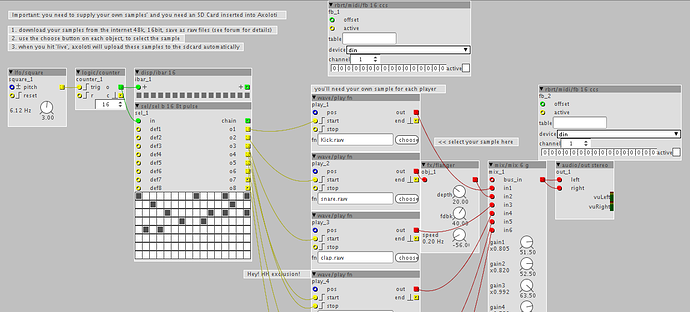 Important: you need to supply your own samples' and you need an SD Card inserted into Axoloti
1. download your samples from the internet 48k, 16bit, save as raw files (see forum for details)
2. use the choose button on each object, to select the sample
3. when you hit 'live', axoloti will upload these samples to the sdcard automatically
rbrt/midi/fb 16 ccs
fb_1
offset
active
table
device din
channel 1
0 0 0 0 0 0 0 0 0 0 0 0 0 0 0 0 active
lfo/square
square_1
pitch
reset
6.12 Hz
3.00
logic/counter
counter_1
trig o
r c
16
disp/ibar 16
ibar_1
sel/sel b 16 8t pulse
sel_1
in chain
def1 o1
def2 o2
def3 o3
def4 o4
def5 o5
def6 o6
def7 o7
def8 o8
Hey! HH exclusion!
you'll need your own sample for each player
wave/play fn
play_1
pos out
start end
stop
fn Kick.raw choose
wave/play fn
play_2
pos out
start end
stop
fn snare.raw choose
wave/play fn
play_3
pos out
start end
stop
fn clap.raw choose
wave/play fn
play_4
pos out
start end
stop
<< select your sample here
fx/flanger
obj_1
in out
depth
20.00
fdbk
40.00
speed
0.20 Hz
-56.00
mix/mix 6 g
mix_1
bus_in out
in1
in2
in3
in4
in5
in6
gain1
x0.805
51.50
gain2
x0.820
52.50
gain3
x0.992
63.50
gain4
audio/out stereo
out_1
left
right
vuLeft
vuRight
rbrt/midi/fb 16 ccs
fb_2
offset
active
table
device din
channel 1
0 0 0 0 0 0 0 0 0 0 0 0 0 0 0 0 active